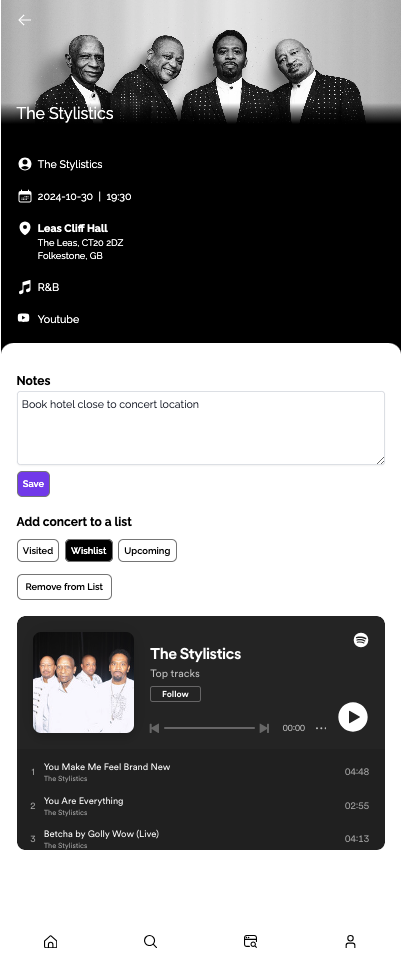 The Stylistics
The Stylistics
2024-10-30 | 19:30
Leas Cliff Hall
The Leas, CT20 2DZ
Folkestone, GB
R&B
Youtube
Notes
Book hotel close to concert location
Save
Add concert to a list
Visited Wishlist Upcoming
Remove from List
The Stylistics
Top tracks
Follow
00:00 ...
1 You Make Me Feel Brand New 04:48
The Stylistics
2 You Are Everything 02:55
The Stylistics
3 Betcha by Golly Wow (Live) 04:13
The Stylistics